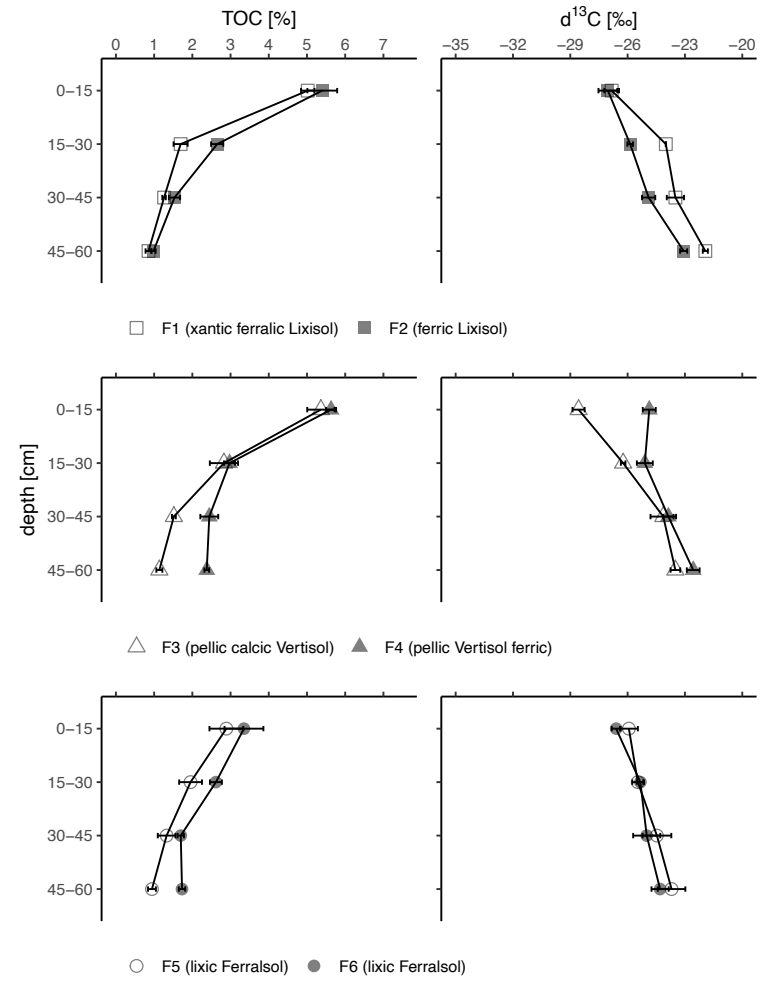 TOC [%]
d¹³C [‰]
0 1 2 3 4 5 6 7
−35 −32 −29 −26 −23 −20
0−15
15−30
30−45
45−60
F1 (xantic ferralic Lixisol) F2 (ferric Lixisol)
depth [cm]
0−15
15−30
30−45
45−60
F3 (pellic calcic Vertisol) F4 (pellic Vertisol ferric)
0−15
15−30
30−45
45−60
F5 (lixic Ferralsol) F6 (lixic Ferralsol)